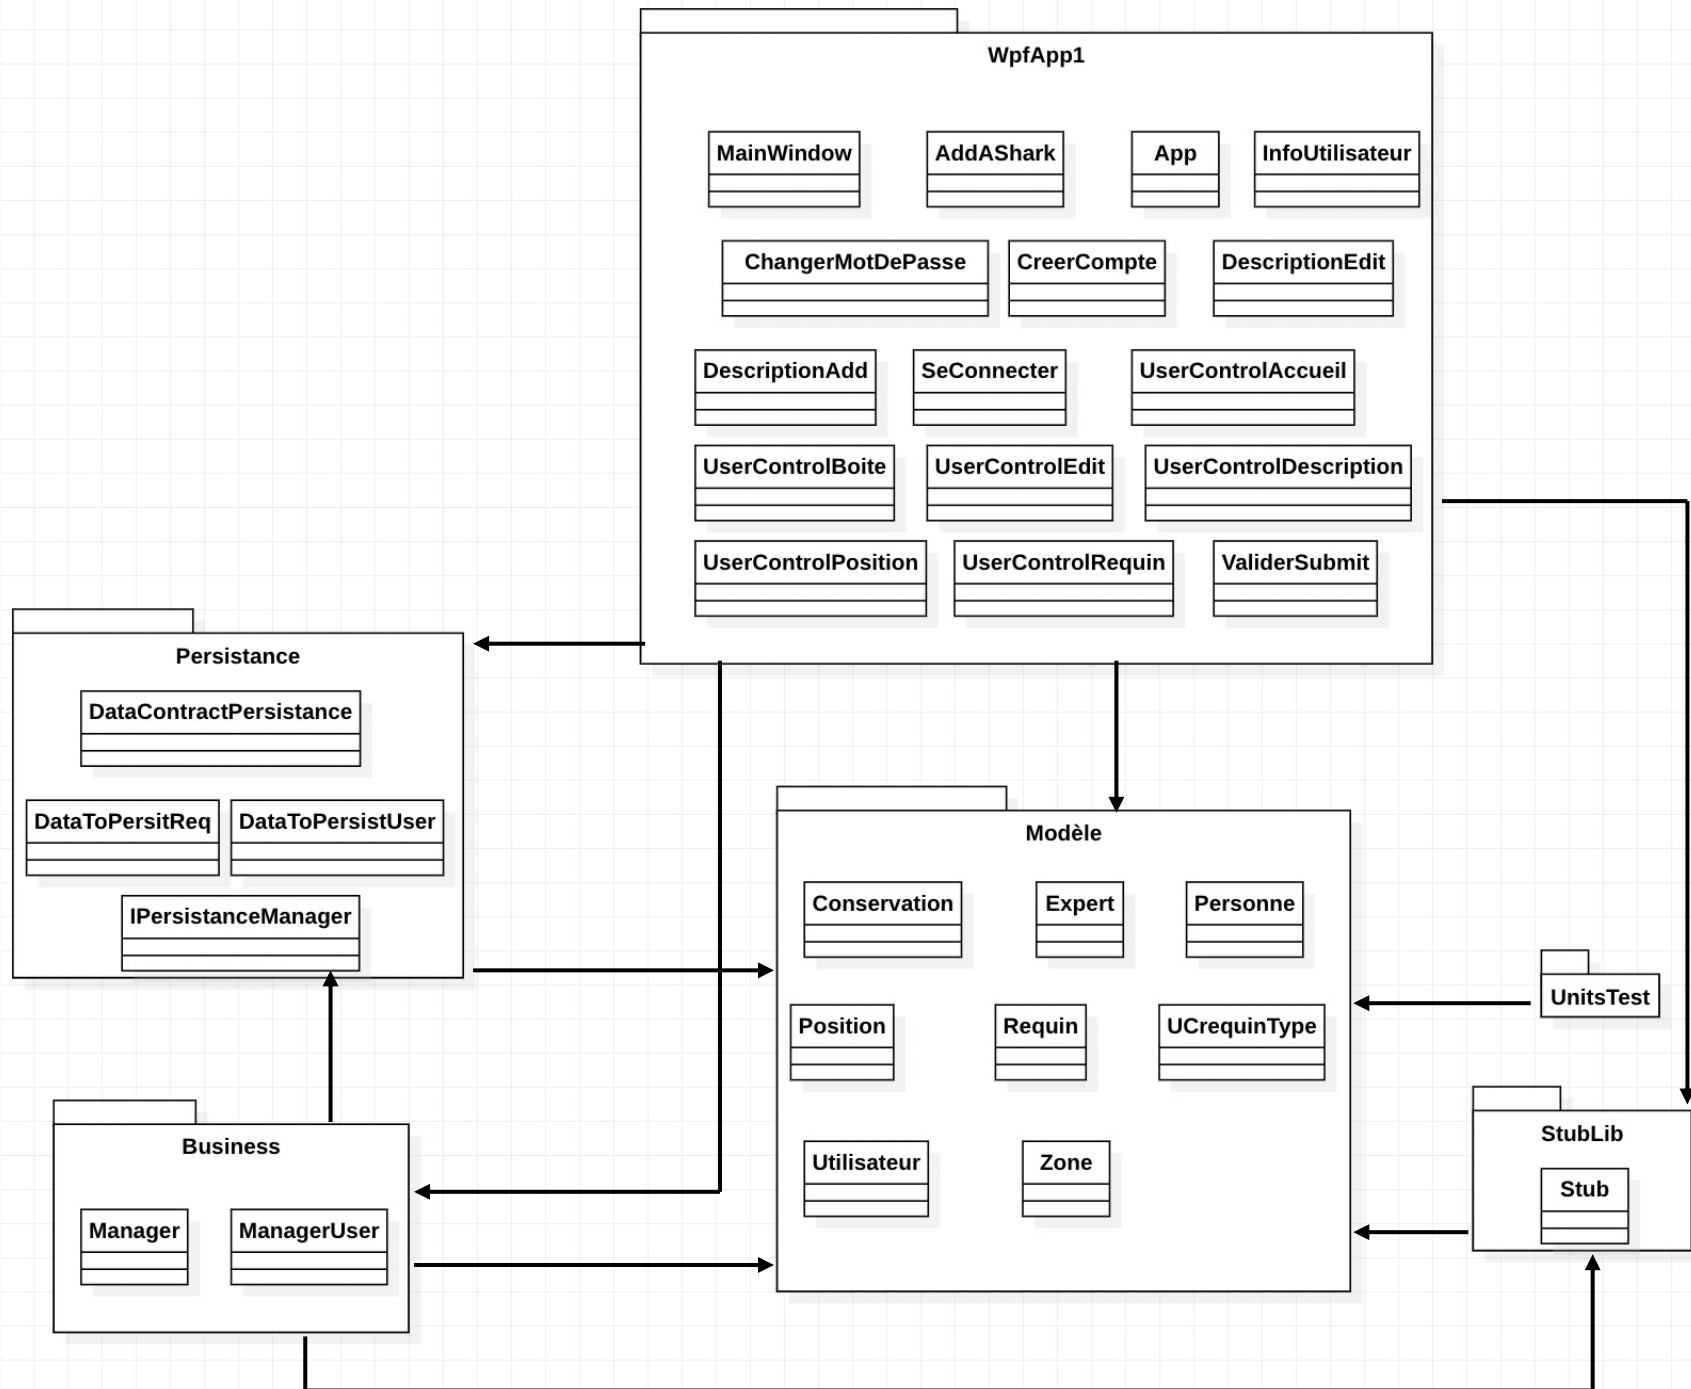 WpfApp1
MainWindow
AddAShark
App
InfoUtilisateur
ChangerMotDePasse
CreerCompte
DescriptionEdit
DescriptionAdd
SeConnecter
UserControlAccueil
UserControlBoite
UserControlEdit
UserControlDescription
UserControlPosition
UserControlRequin
ValiderSubmit
Persistance
DataContractPersistance
DataToPersitReq
DataToPersistUser
IPersistanceManager
Modèle
Conservation
Expert
Personne
Position
Requin
UCrequinType
Utilisateur
Zone
UnitsTest
Business
Manager
ManagerUser
StubLib
Stub